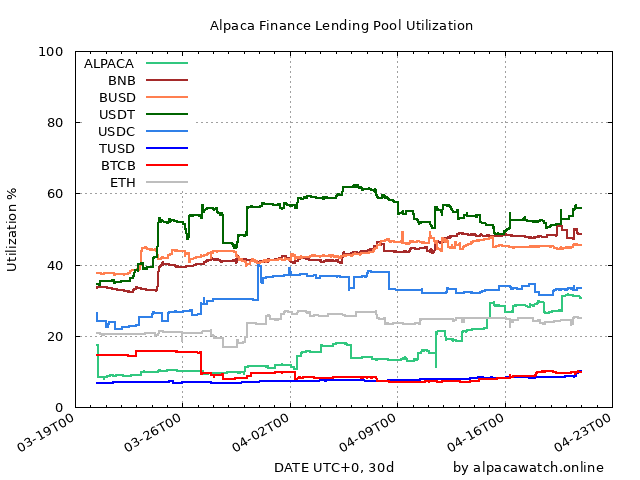 Alpaca Finance Lending Pool Utilization
Utilization %
100
80
60
40
20
0
ALPACA
BNB
BUSD
USDT
USDC
TUSD
BTCB
ETH
03-19T00
03-26T00
04-02T00
04-09T00
04-16T00
04-23T00
DATE UTC+0, 30d
by alpacawatch.online